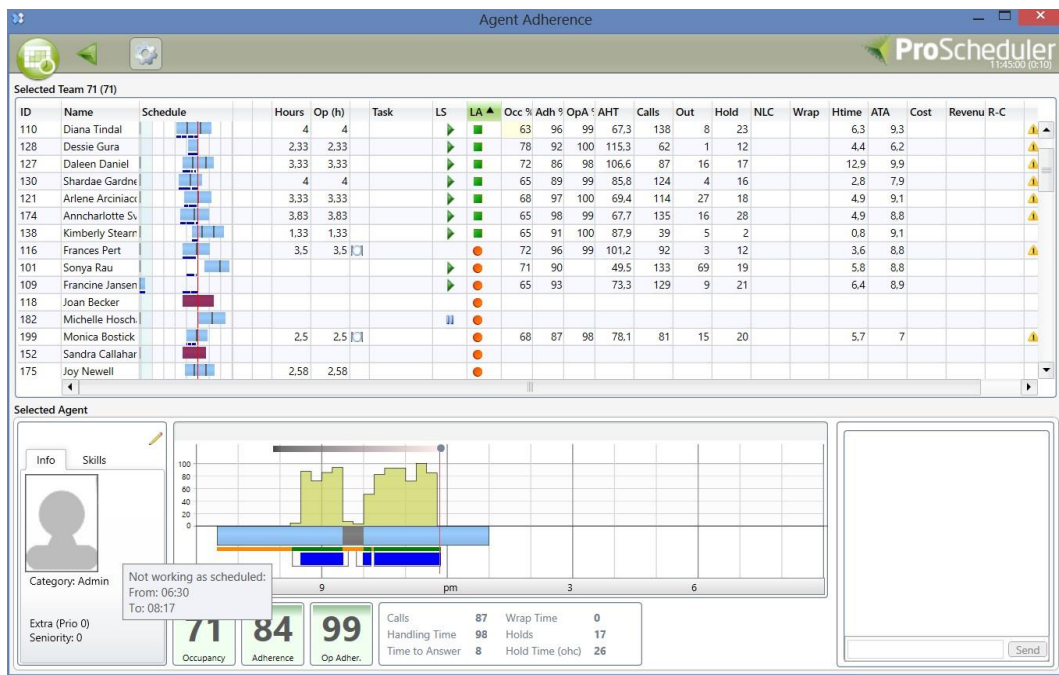 Agent Adherence
ProScheduler
11:45:00 (0:10)
Selected Team 71 (71)
ID Name Schedule Hours Op (h) Task LS LA Occ % Adh % OpA % AHT Calls Out Hold NLC Wrap Htime ATA Cost Revenu R-C
110 Diana Tindal 4 4 63 96 99 67,3 138 8 23 6,3 9,3
128 Dessie Gura 2,33 2,33 78 92 100 115,3 62 1 12 4,4 6,2
127 Daleen Daniel 3,33 3,33 72 86 98 106,6 87 16 17 12,9 9,9
130 Shardae Gardne 4 4 65 89 99 85,8 124 4 16 2,8 7,9
121 Arlene Arciniaco 3,33 3,33 68 97 100 69,4 114 27 18 4,9 9,1
174 Anncharlotte Sv 3,83 3,83 65 98 99 67,7 135 16 28 4,9 8,8
138 Kimberly Stearn 1,33 1,33 65 91 100 87,9 39 5 2 0,8 9,1
116 Frances Pert 3,5 3,5 72 96 99 101,2 92 3 12 3,6 8,8
101 Sonya Rau 71 90 49,5 133 69 19 5,8 8,8
109 Francine Jansen 65 93 73,3 129 9 21 6,4 8,9
118 Joan Becker
182 Michelle Hosch
199 Monica Bostick 2,5 2,5 68 87 98 78,1 81 15 20 5,7 7
152 Sandra Callahar
175 Joy Newell 2,58 2,58
Selected Agent
Info Skills
100
80
60
40
20
0
Category: Admin
Not working as scheduled:
From: 06:30
To: 08:17
9 pm 3 6
Extra (Prio 0)
Seniority: 0
71 84 99
Occupancy Adherence Op Adher.
Calls 87 Wrap Time 0
Handling Time 98 Holds 17
Time to Answer 8 Hold Time (ohc) 26
Send